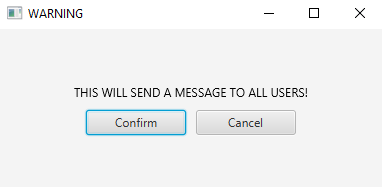 WARNING
THIS WILL SEND A MESSAGE TO ALL USERS!
Confirm Cancel